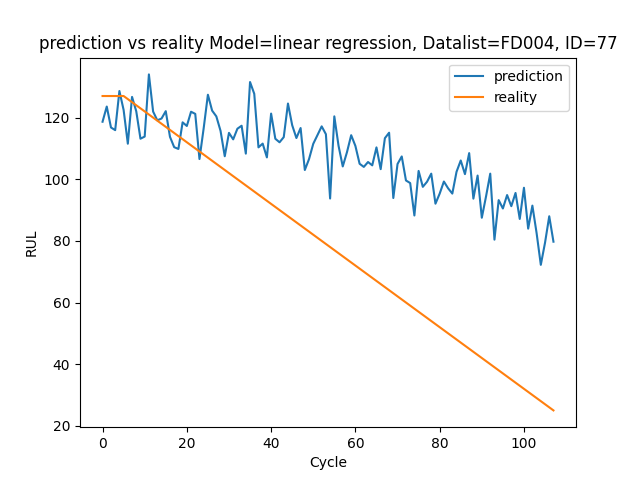 prediction vs reality Model=linear regression, Datalist=FD004, ID=77
prediction
reality
RUL
120
100
80
60
40
20
0 20 40 60 80 100
Cycle